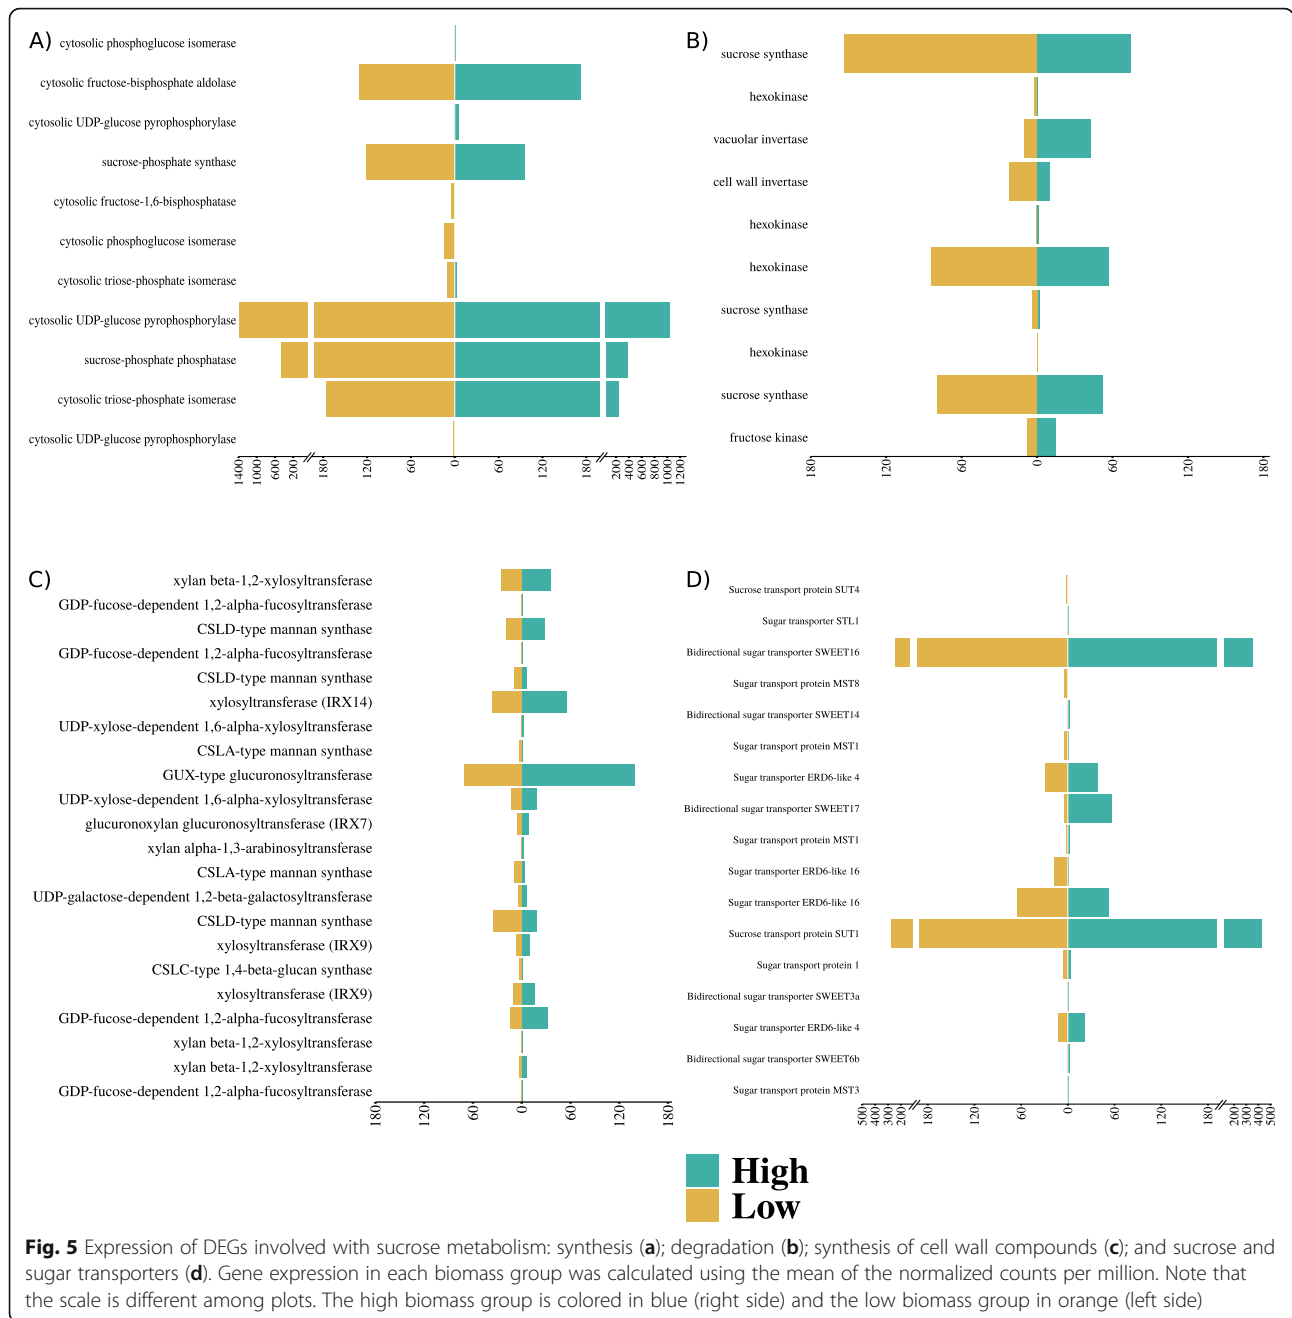 A)
cytosolic phosphoglucose isomerase
cytosolic fructose-bisphosphate aldolase
cytosolic UDP-glucose pyrophosphorylase
sucrose-phosphate synthase
cytosolic fructose-1,6-bisphosphatase
cytosolic phosphoglucose isomerase
cytosolic triose-phosphate isomerase
cytosolic UDP-glucose pyrophosphorylase
sucrose-phosphate phosphatase
cytosolic triose-phosphate isomerase
cytosolic UDP-glucose pyrophosphorylase
1400 1000 600 200 180 120 60 0 60 120 180 200 400 600 800 1000 1200
B)
sucrose synthase
hexokinase
vacuolar invertase
cell wall invertase
hexokinase
hexokinase
sucrose synthase
hexokinase
sucrose synthase
fructose kinase
180 120 60 0 60 120 180
C)
xylan beta-1,2-xylosyltransferase
GDP-fucose-dependent 1,2-alpha-fucosyltransferase
CSLD-type mannan synthase
GDP-fucose-dependent 1,2-alpha-fucosyltransferase
CSLD-type mannan synthase
xylosyltransferase (IRX14)
UDP-xylose-dependent 1,6-alpha-xylosyltransferase
CSLA-type mannan synthase
GUX-type glucuronosyltransferase
UDP-xylose-dependent 1,6-alpha-xylosyltransferase
glucuronoxylan glucuronosyltransferase (IRX7)
xylan alpha-1,3-arabinosyltransferase
CSLA-type mannan synthase
UDP-galactose-dependent 1,2-beta-galactosyltransferase
CSLD-type mannan synthase
xylosyltransferase (IRX9)
CSLC-type 1,4-beta-glucan synthase
xylosyltransferase (IRX9)
GDP-fucose-dependent 1,2-alpha-fucosyltransferase
xylan beta-1,2-xylosyltransferase
xylan beta-1,2-xylosyltransferase
GDP-fucose-dependent 1,2-alpha-fucosyltransferase
180 120 60 0 60 120 180
D)
Sucrose transport protein SUT4
Sugar transporter STL1
Bidirectional sugar transporter SWEET16
Sugar transport protein MST8
Bidirectional sugar transporter SWEET14
Sugar transport protein MST1
Sugar transporter ERD6-like 4
Bidirectional sugar transporter SWEET17
Sugar transport protein MST1
Sugar transporter ERD6-like 16
Sugar transporter ERD6-like 16
Sucrose transport protein SUT1
Sugar transport protein 1
Bidirectional sugar transporter SWEET3a
Sugar transporter ERD6-like 4
Bidirectional sugar transporter SWEET6b
Sugar transport protein MST3
500 400 300 200 180 120 60 0 60 120 180 200 300 400 500
High
Low
Fig. 5 Expression of DEGs involved with sucrose metabolism: synthesis (a); degradation (b); synthesis of cell wall compounds (c); and sucrose and
sugar transporters (d). Gene expression in each biomass group was calculated using the mean of the normalized counts per million. Note that
the scale is different among plots. The high biomass group is colored in blue (right side) and the low biomass group in orange (left side)